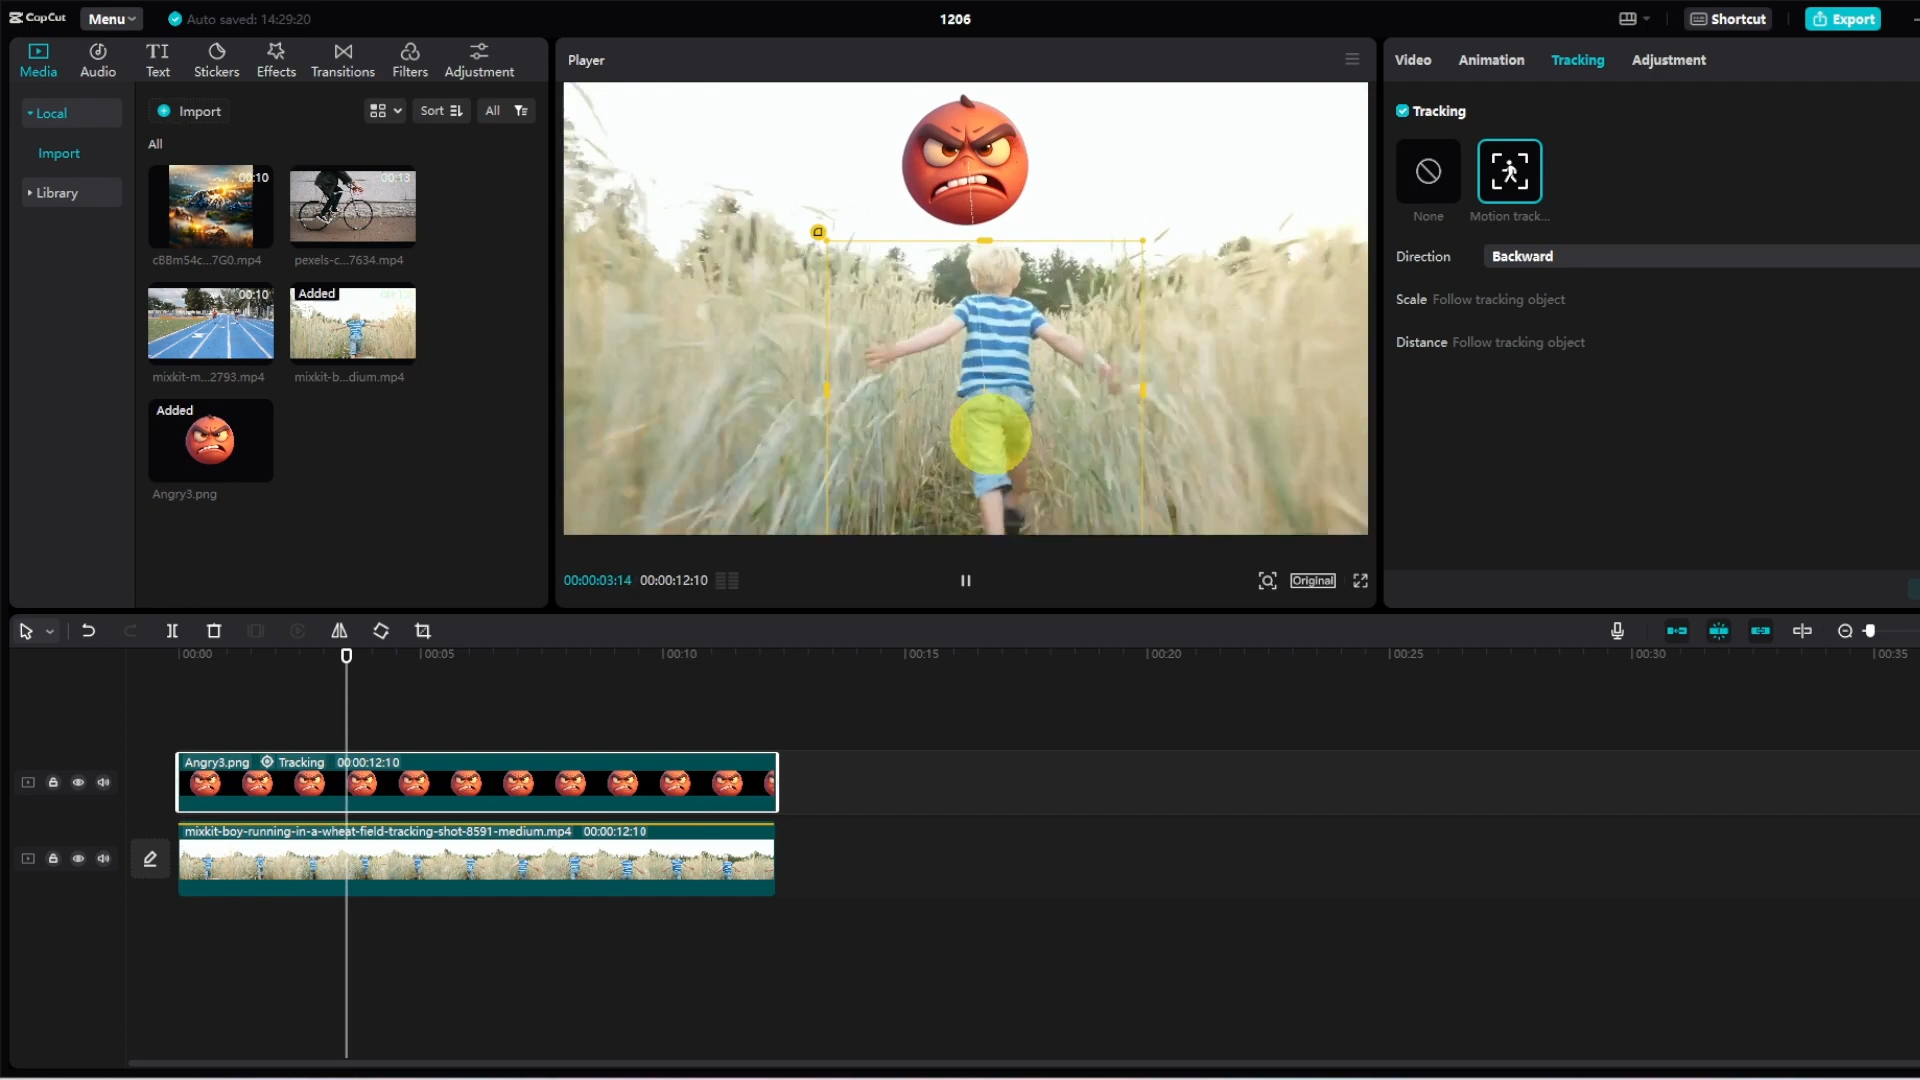 CapCut
Menu
Auto saved: 14:29:20
1206
Shortcut
Export
Media
Audio
Text
Stickers
Effects
Transitions
Filters
Adjustment
Player
Video
Animation
Tracking
Adjustment
Local
Import
Library
Import
Sort
All
All
00:10
cBBm54c...7G0.mp4
00:13
pexels-c...7634.mp4
00:10
mixkit-m...2793.mp4
Added
mixkit-b...dium.mp4
Added
Angry3.png
Tracking
None
Motion track...
Direction
Backward
Scale Follow tracking object
Distance Follow tracking object
00:00:03:14 00:00:12:10
Original
00:00
00:05
00:10
00:15
00:20
00:25
00:30
00:35
Angry3.png Tracking 00:00:12:10
mixkit-boy-running-in-a-wheat-field-tracking-shot-8591-medium.mp4 00:00:12:10